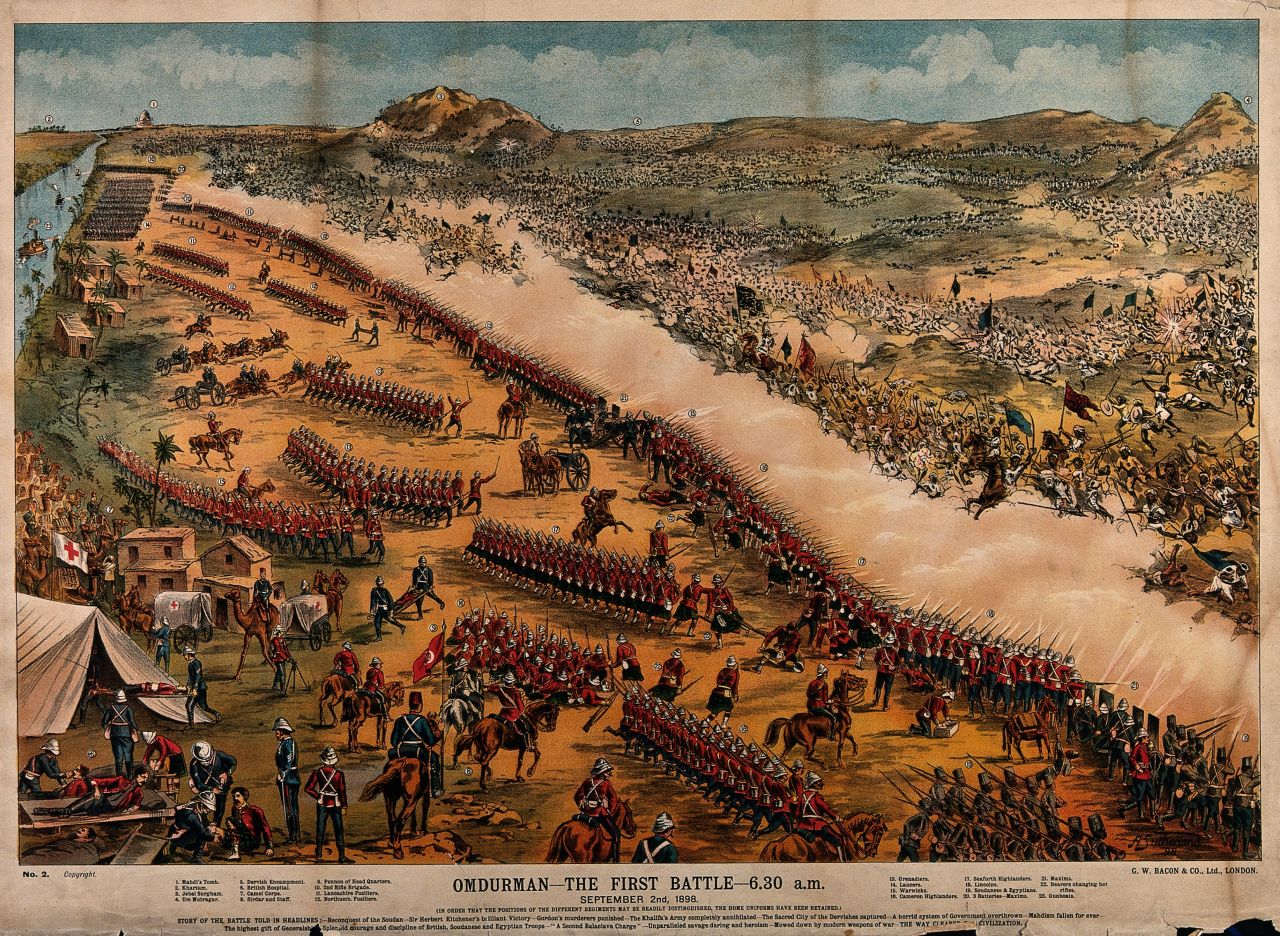 No. 2.
Copyright.
G. W. BACON & CO., Ltd., LONDON.
1. Mahdi's Tomb.
2. Khartum.
3. Jebel Surgham.
4. Um Mutragar.
5. Dervish Encampment.
6. British Hospital.
7. Camel Corps.
8. Sirdar and Staff.
9. Pennon of Head Quarters.
10. 2nd Rifle Brigade.
11. Lancashire Fusiliers.
12. Northumb. Fusiliers.
OMDURMAN—THE FIRST BATTLE—6.30 a.m.
SEPTEMBER 2nd, 1898.
(IN ORDER THAT THE POSITIONS OF THE DIFFERENT REGIMENTS MAY BE READILY DISTINGUISHED, THE HOME UNIFORMS HAVE BEEN RETAINED.)
13. Grenadiers.
14. Lancers.
15. Warwicks.
16. Cameron Highlanders.
17. Seaforth Highlanders.
18. Lincolns.
19. Soudanese & Egyptians.
20. 3 Batteries—Maxims.
21. Maxims.
22. Bearers changing hot
rifles.
23. Gunboats.
STORY OF THE BATTLE TOLD IN HEADLINES:—Reconquest of the Soudan—Sir Herbert Kitchener's brilliant Victory—Gordon's murderers punished—The Khalifa's Army completely annihilated—The Sacred City of the Dervishes captured—A horrid system of Government overthrown—Mahdism fallen for ever—
The highest Splendid courage and discipline of British, Soudanese and Egyptian Troops—"A Second Balaclava Charge"—Unparalleled savage daring and heroism—Mowed down by modern weapons of war—THE WAY CIVILIZATION.